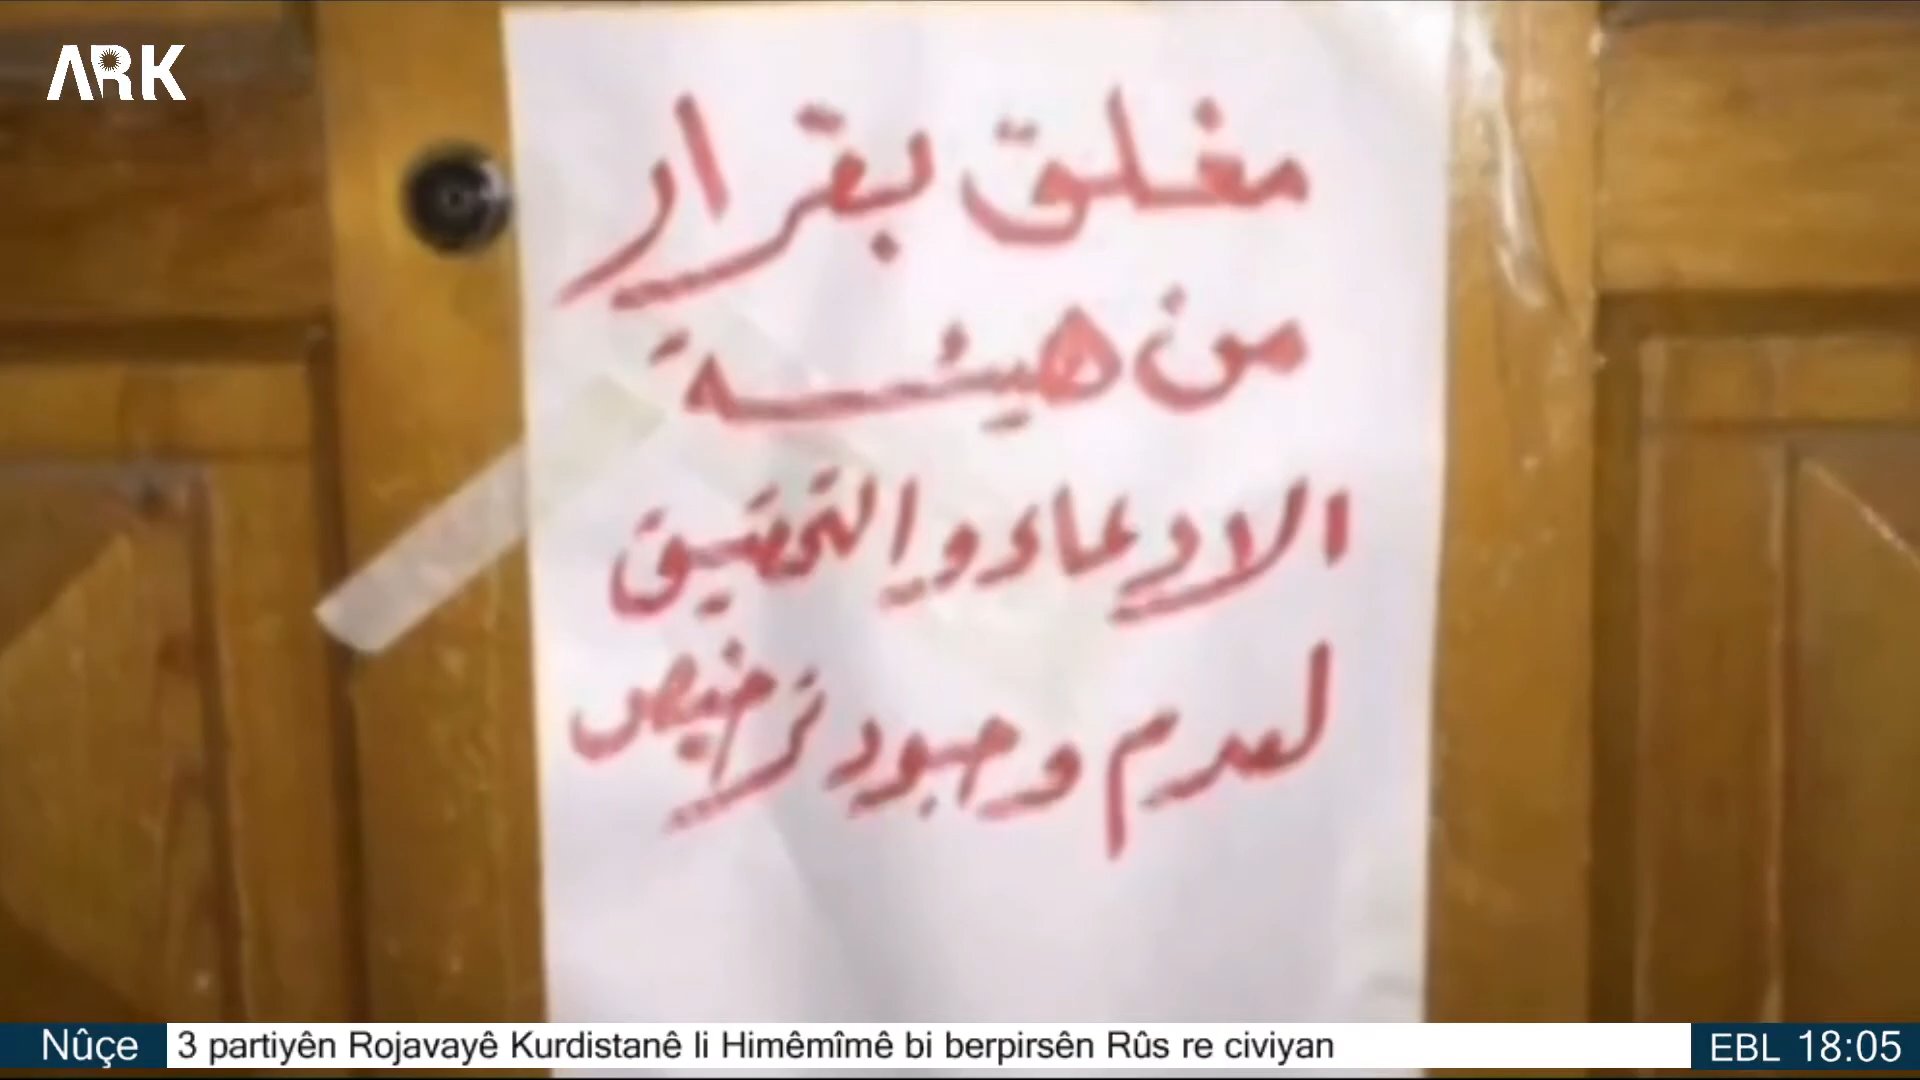 ARK
مغلق بقرار
من هيئة
الادعاء والتحقيق
لعدم وجود ترخيص
Nûçe 3 partiyên Rojavayê Kurdistanê li Himêmîmê bi berpirsên Rûs re civiyan EBL 18:05